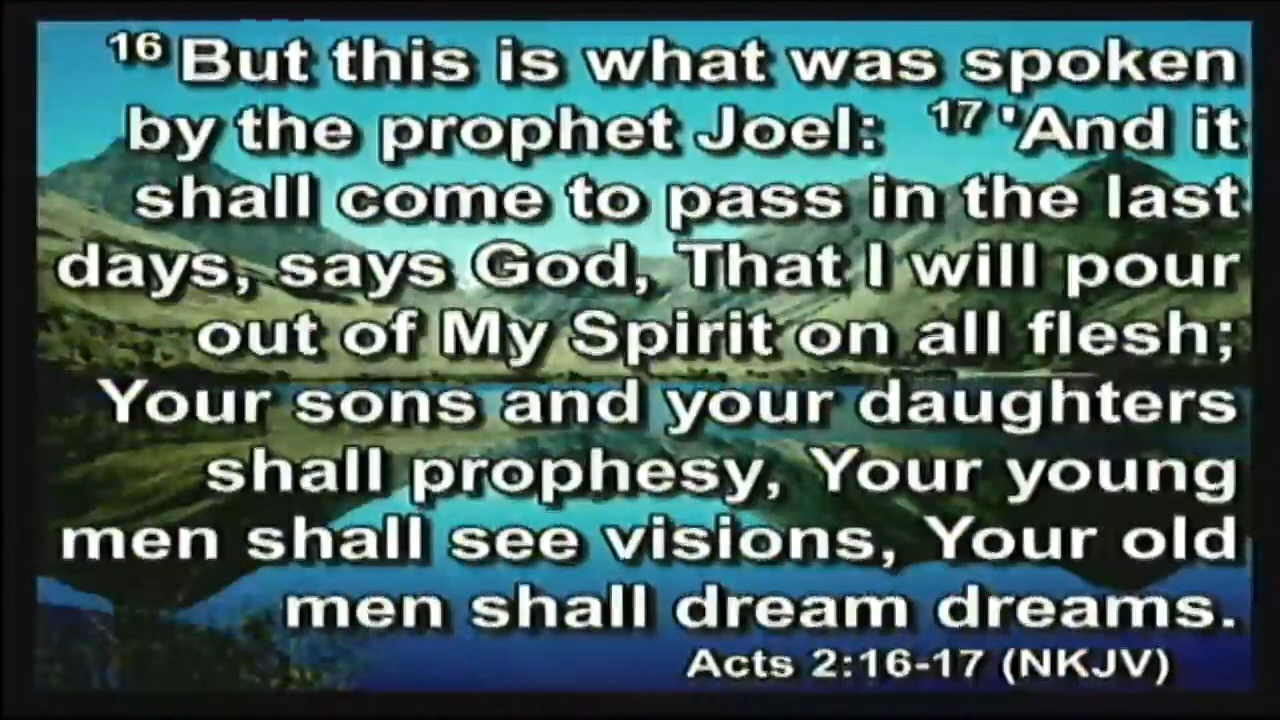 16 But this is what was spoken
by the prophet Joel: 17 'And it
shall come to pass in the last
days, says God, That I will pour
out of My Spirit on all flesh;
Your sons and your daughters
shall prophesy, Your young
men shall see visions, Your old
men shall dream dreams.
Acts 2:16-17 (NKJV)